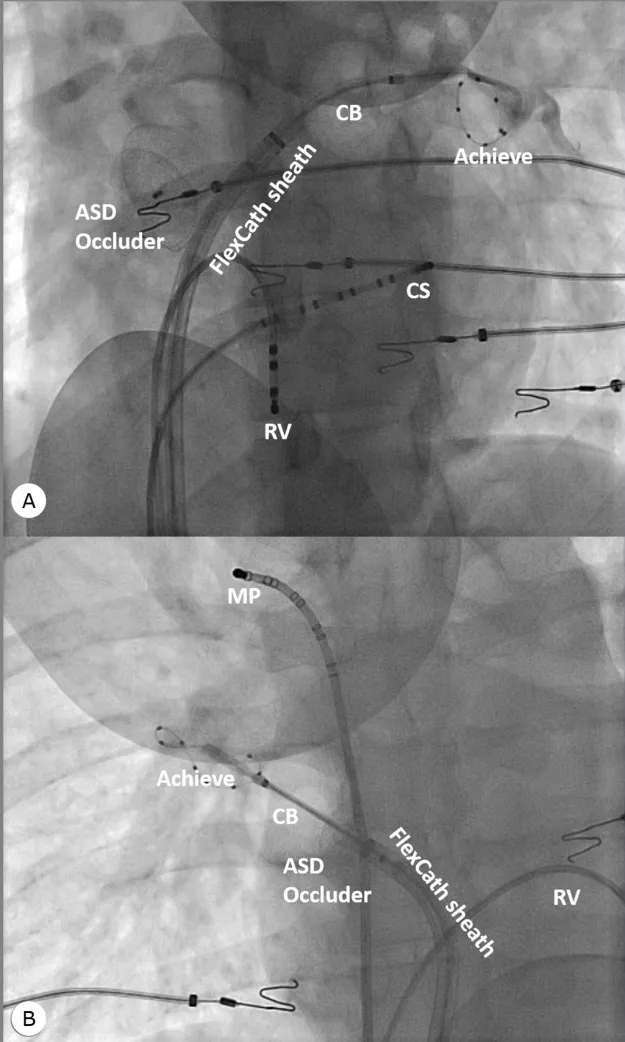 CB
Achieve
FlexCath sheath
ASD
Occluder
CS
RV
A
MP
Achieve
CB
FlexCath sheath
ASD
Occluder
RV
B